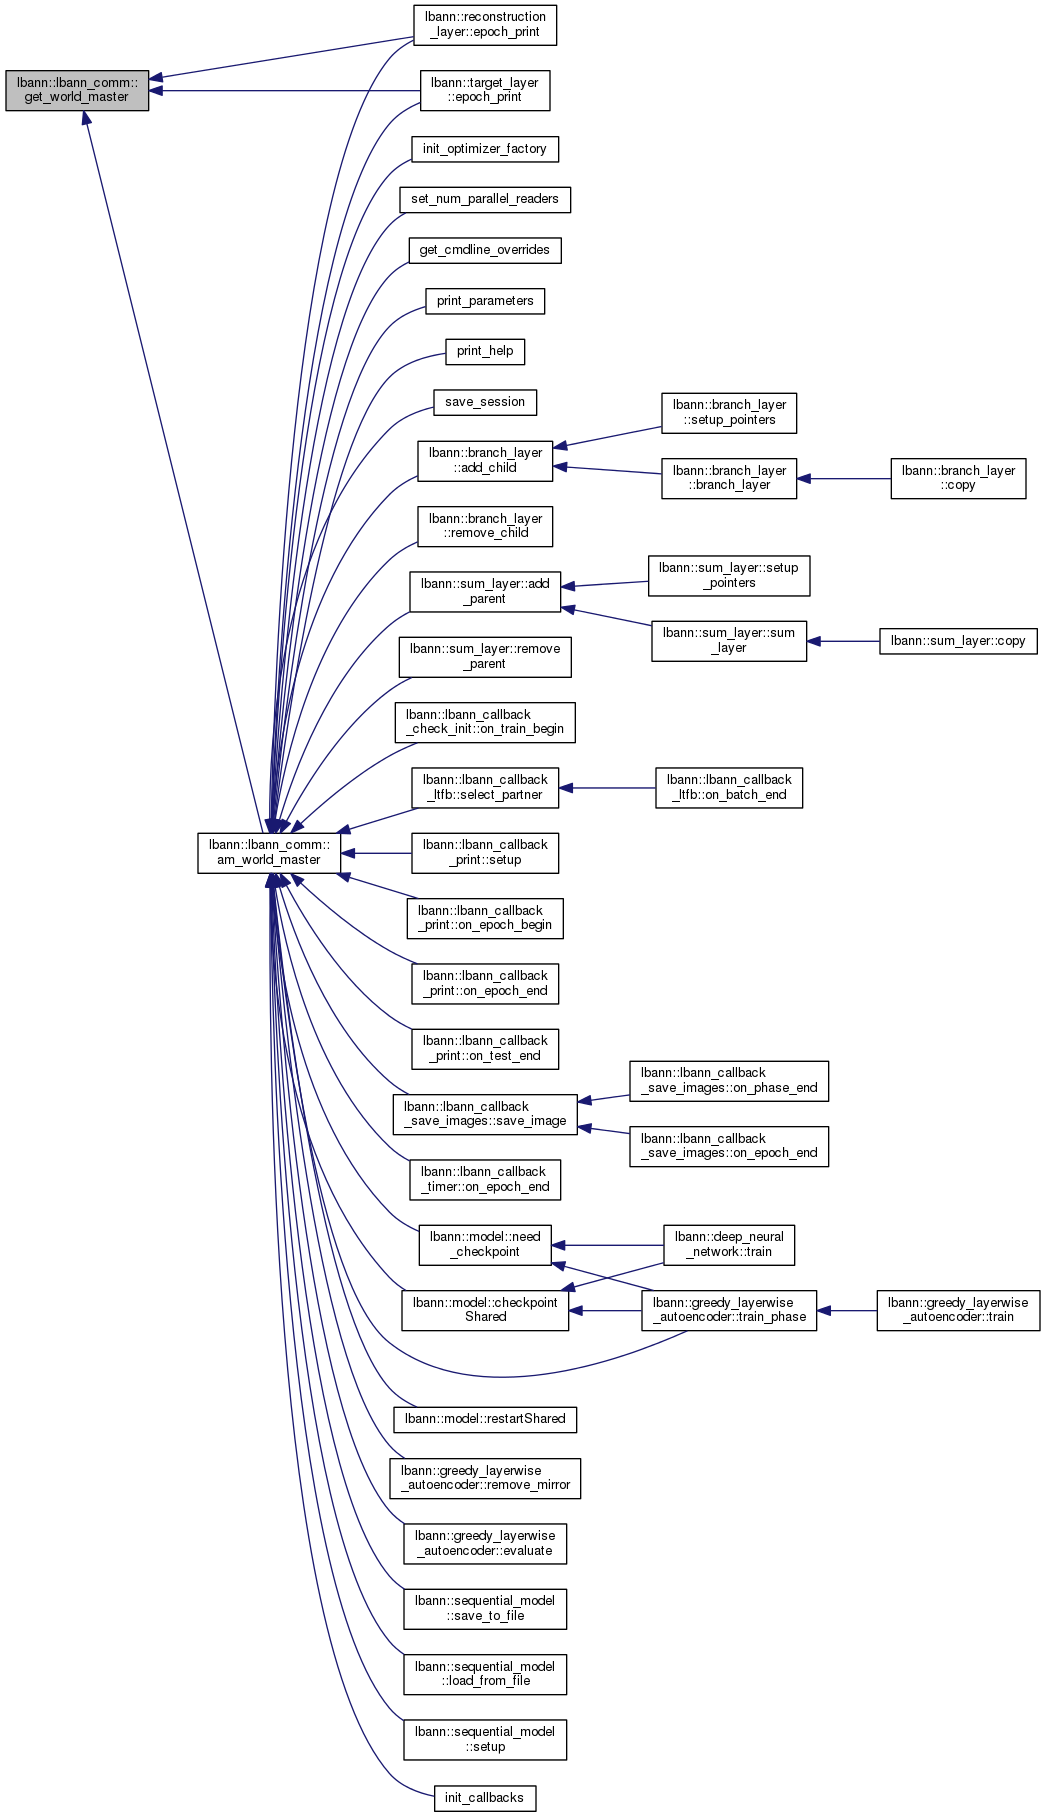 lbann::reconstruction
_layer::epoch_print
lbann::lbann_comm::
get_world_master
lbann::target_layer
::epoch_print
init_optimizer_factory
set_num_parallel_readers
get_cmdline_overrides
print_parameters
print_help
save_session
lbann::branch_layer
::setup_pointers
lbann::branch_layer
::add_child
lbann::branch_layer
::branch_layer
lbann::branch_layer
::copy
lbann::branch_layer
::remove_child
lbann::sum_layer::setup
_pointers
lbann::sum_layer::add
_parent
lbann::sum_layer::sum
_layer
lbann::sum_layer::copy
lbann::sum_layer::remove
_parent
lbann::lbann_callback
_check_init::on_train_begin
lbann::lbann_callback
_ltfb::select_partner
lbann::lbann_callback
_ltfb::on_batch_end
lbann::lbann_comm::
am_world_master
lbann::lbann_callback
_print::setup
lbann::lbann_callback
_print::on_epoch_begin
lbann::lbann_callback
_print::on_epoch_end
lbann::lbann_callback
_print::on_test_end
lbann::lbann_callback
_save_images::on_phase_end
lbann::lbann_callback
_save_images::save_image
lbann::lbann_callback
_save_images::on_epoch_end
lbann::lbann_callback
_timer::on_epoch_end
lbann::model::need
_checkpoint
lbann::deep_neural
_network::train
lbann::model::checkpoint
Shared
lbann::greedy_layerwise
_autoencoder::train_phase
lbann::greedy_layerwise
_autoencoder::train
lbann::model::restartShared
lbann::greedy_layerwise
_autoencoder::remove_mirror
lbann::greedy_layerwise
_autoencoder::evaluate
lbann::sequential_model
::save_to_file
lbann::sequential_model
::load_from_file
lbann::sequential_model
::setup
init_callbacks